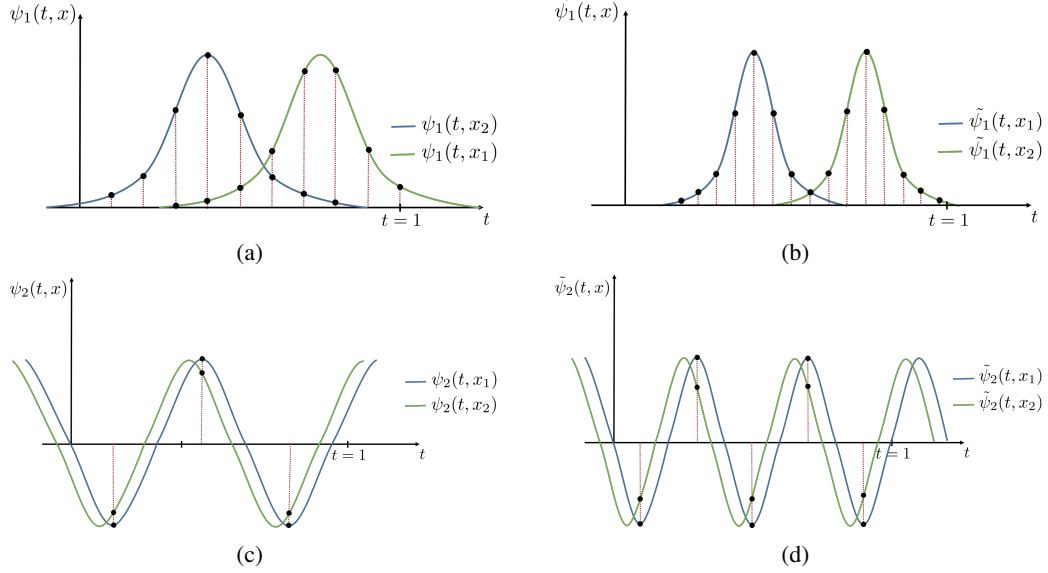 ψ₁(t, x)
ψ₁(t, x₂)
ψ₁(t, x₁)
t = 1
t
(a)
ψ̃₁(t, x)
ψ̃₁(t, x₁)
ψ̃₁(t, x₂)
t = 1
t
(b)
ψ₂(t, x)
ψ₂(t, x₁)
ψ₂(t, x₂)
t = 1
t
(c)
ψ̃₂(t, x)
ψ̃₂(t, x₁)
ψ̃₂(t, x₂)
t = 1
t
(d)